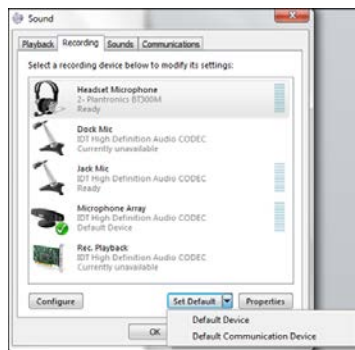 Sound
Playback Recording Sounds Communications
Select a recording device below to modify its settings:
Headset Microphone
2- Plantronics BT300M
Ready
Dock Mic
IDT High Definition Audio CODEC
Currently unavailable
Jack Mic
IDT High Definition Audio CODEC
Ready
Microphone Array
IDT High Definition Audio CODEC
Default Device
Rec. Playback
IDT High Definition Audio CODEC
Currently unavailable
Configure Set Default Properties
Default Device
OK
Default Communication Device